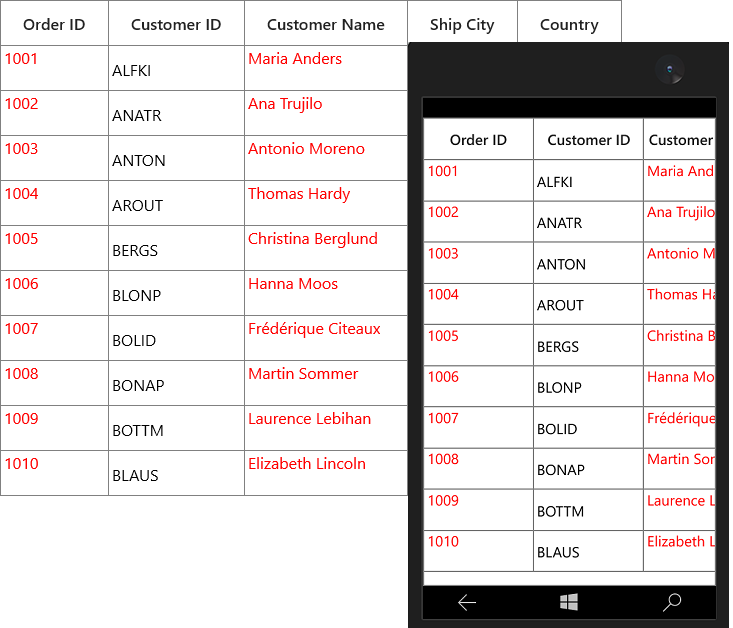 Order ID Customer ID Customer Name Ship City Country
1001 ALFKI Maria Anders
1002 ANATR Ana Trujilo
1003 ANTON Antonio Moreno
1004 AROUT Thomas Hardy
1005 BERGS Christina Berglund
1006 BLONP Hanna Moos
1007 BOLID Frédérique Citeaux
1008 BONAP Martin Sommer
1009 BOTTM Laurence Lebihan
1010 BLAUS Elizabeth Lincoln
Order ID Customer ID Customer
1001 ALFKI Maria And
1002 ANATR Ana Trujilo
1003 ANTON Antonio M
1004 AROUT Thomas Ha
1005 BERGS Christina B
1006 BLONP Hanna Mo
1007 BOLID Frédérique
1008 BONAP Martin Som
1009 BOTTM Laurence L
1010 BLAUS Elizabeth L